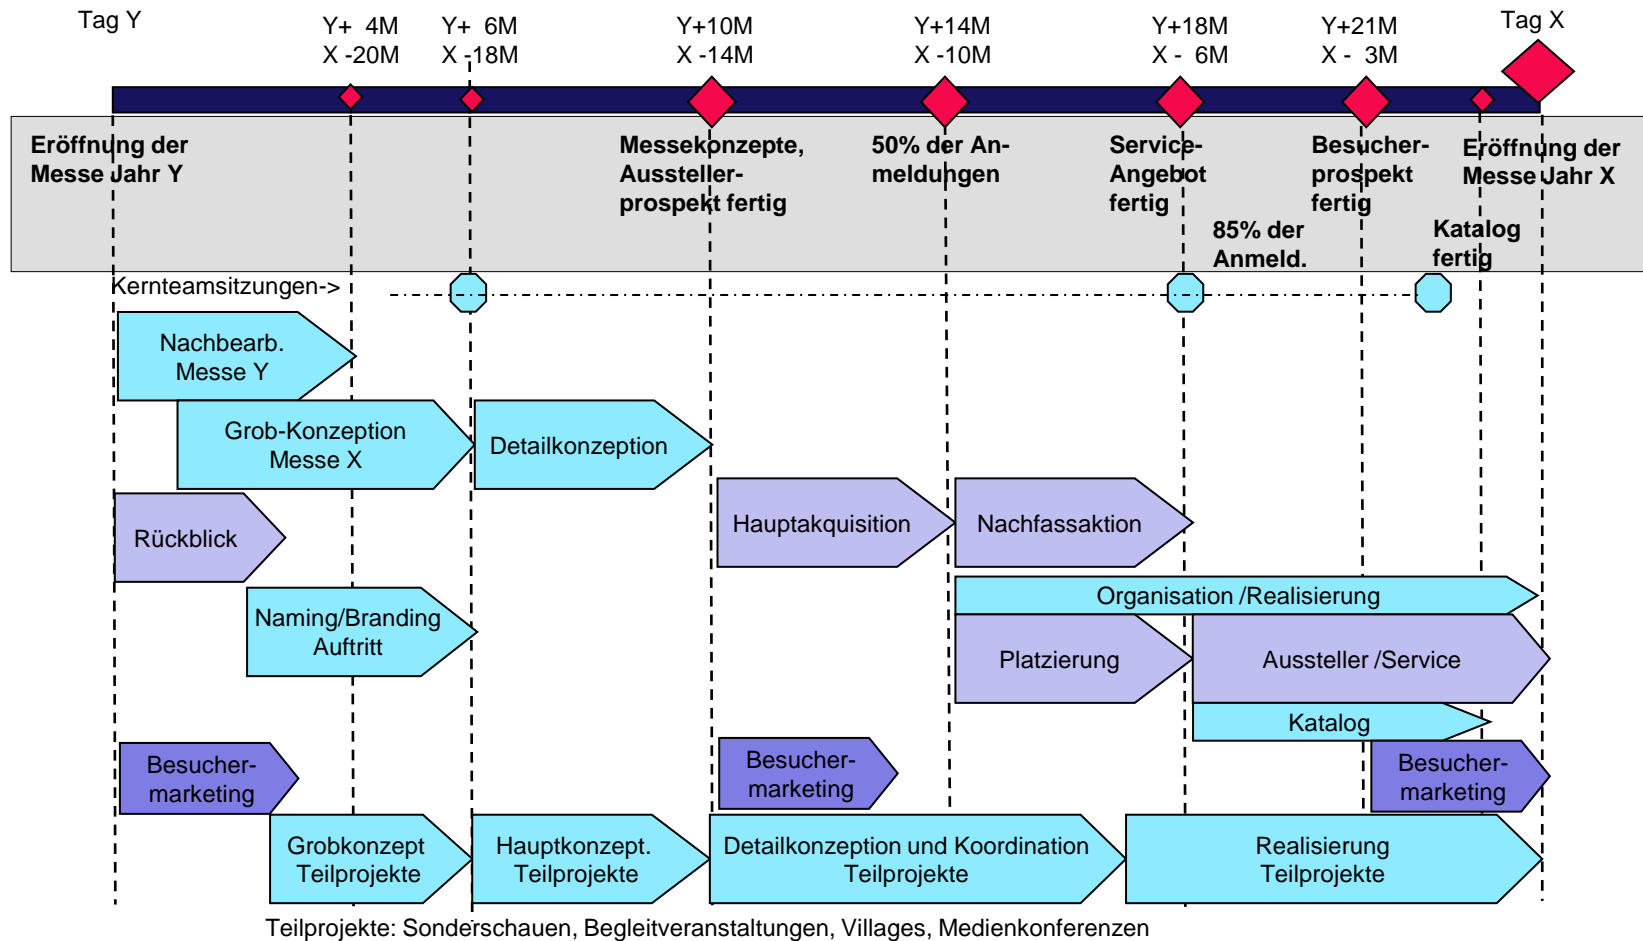 Tag Y
Y+  4M
X -20M
Y+  6M
X -18M
Y+10M
X -14M
Y+14M
X -10M
Y+18M
X -  6M
Y+21M
X -  3M
Tag X
Eröffnung der
Messe Jahr Y
Messekonzepte,
Aussteller-
prospekt fertig
50% der An-
meldungen
Service-
Angebot
fertig
Besucher-
prospekt
fertig
Eröffnung der
Messe Jahr X
85% der
Anmeld.
Katalog
fertig
Kernteamsitzungen->
Nachbearb.
Messe Y
Grob-Konzeption
Messe X
Detailkonzeption
Rückblick
Hauptakquisition
Nachfassaktion
Naming/Branding
Auftritt
Organisation /Realisierung
Platzierung
Aussteller /Service
Katalog
Besucher-
marketing
Besucher-
marketing
Besucher-
marketing
Grobkonzept
Teilprojekte
Hauptkonzept.
Teilprojekte
Detailkonzeption und Koordination
Teilprojekte
Realisierung
Teilprojekte
Teilprojekte: Sonderschauen, Begleitveranstaltungen, Villages, Medienkonferenzen